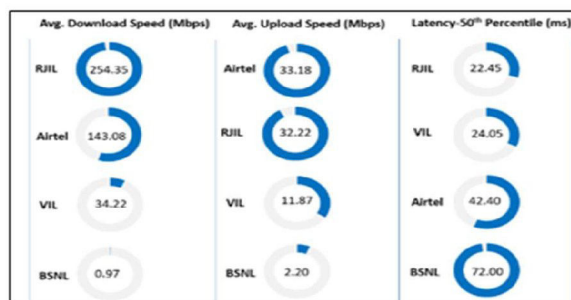 Avg. Download Speed (Mbps)
RJIL 254.35
Airtel 143.08
VIL 34.22
BSNL 0.97
Avg. Upload Speed (Mbps)
Airtel 33.18
RJIL 32.22
VIL 11.87
BSNL 2.20
Latency-50th Percentile (ms)
RJIL 22.45
VIL 24.05
Airtel 42.40
BSNL 72.00